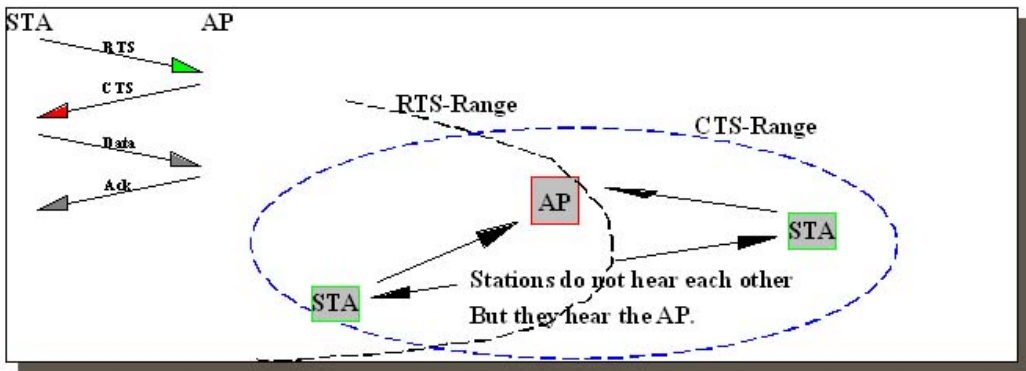 STA AP
RTS
CTS
Data
Ack
RTS-Range
CTS-Range
AP
STA
STA
Stations do not hear each other
But they hear the AP.